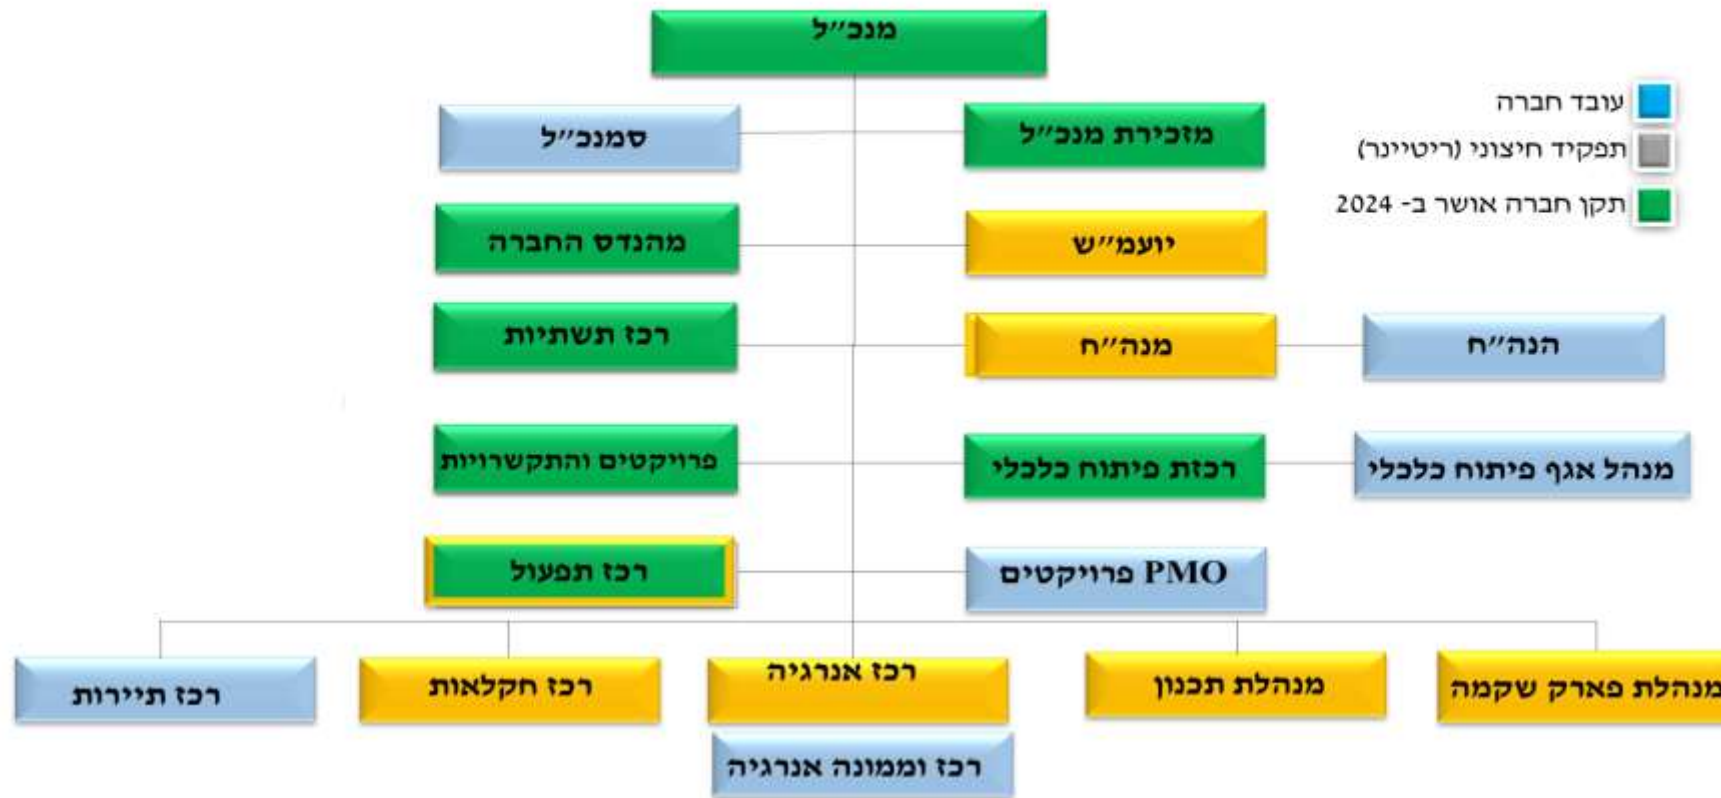 מנכ״ל
עובד חברה
תפקיד חיצוני (ריטיינר)
תקן חברה אושר ב- 2024
מזכירת מנכ״ל
סמנכ״ל
יועמ״ש
מהנדס החברה
הנה״ח
מנה״ח
רכז תשתיות
מנהל אגף פיתוח כלכלי
רכזת פיתוח כלכלי
פרויקטים והתקשרויות
PMO פרויקטים
רכז תפעול
מנהלת פארק שקמה
מנהלת תכנון
רכז אנרגיה
רכז חקלאות
רכז תיירות
רכז וממונה אנרגיה